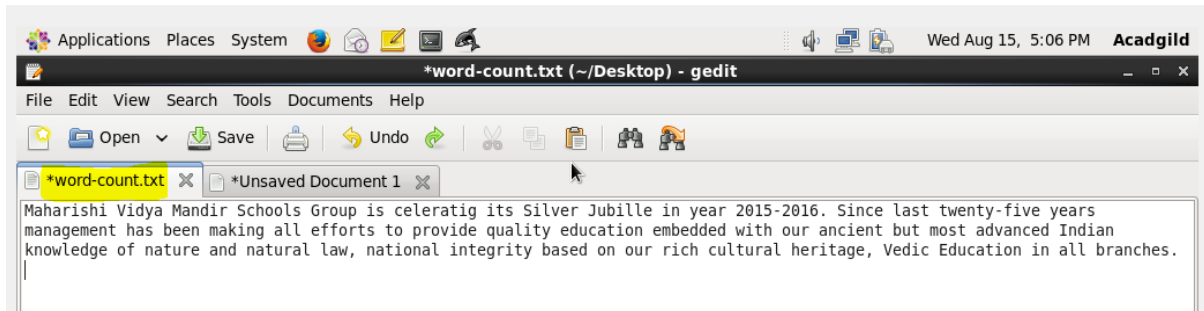 Applications Places System Wed Aug 15, 5:06 PM Acadgild
*word-count.txt (~/Desktop) - gedit
File Edit View Search Tools Documents Help
Open Save Undo
*word-count.txt *Unsaved Document 1
Maharishi Vidya Mandir Schools Group is celeratig its Silver Jubille in year 2015-2016. Since last twenty-five years
management has been making all efforts to provide quality education embedded with our ancient but most advanced Indian
knowledge of nature and natural law, national integrity based on our rich cultural heritage, Vedic Education in all branches.